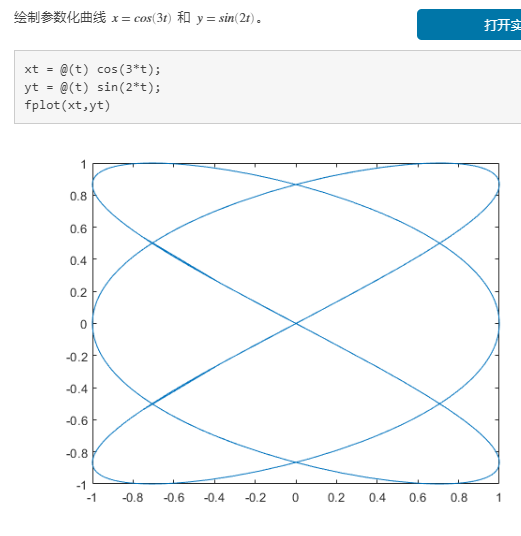 绘制参数化曲线 x = cos(3t) 和 y = sin(2t) 。
打开实
xt = @(t) cos(3*t);
yt = @(t) sin(2*t);
fplot(xt,yt)
1
0.8
0.6
0.4
0.2
0
-0.2
-0.4
-0.6
-0.8
-1
-1 -0.8 -0.6 -0.4 -0.2 0 0.2 0.4 0.6 0.8 1